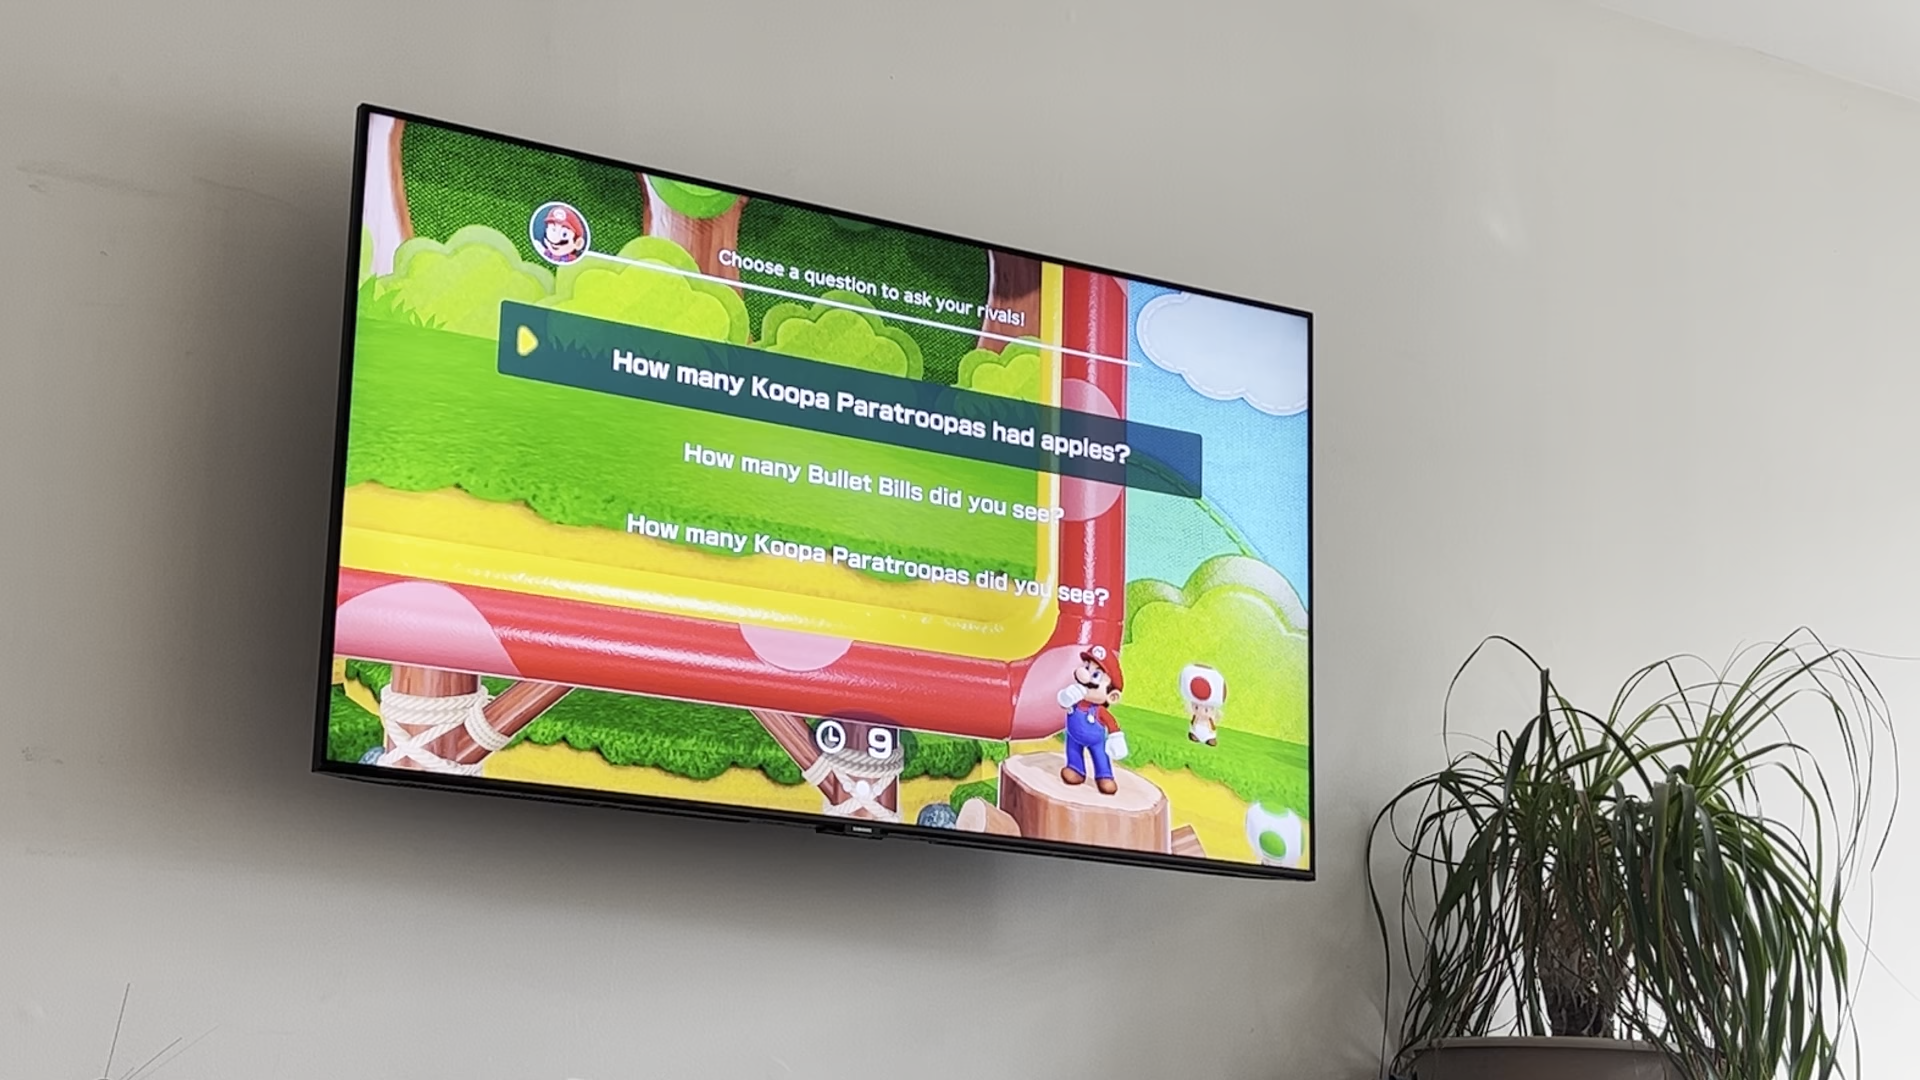 Choose a question to ask your rivals!
How many Koopa Paratroopas had apples?
How many Bullet Bills did you see?
How many Koopa Paratroopas did you see?
9
SAMSUNG